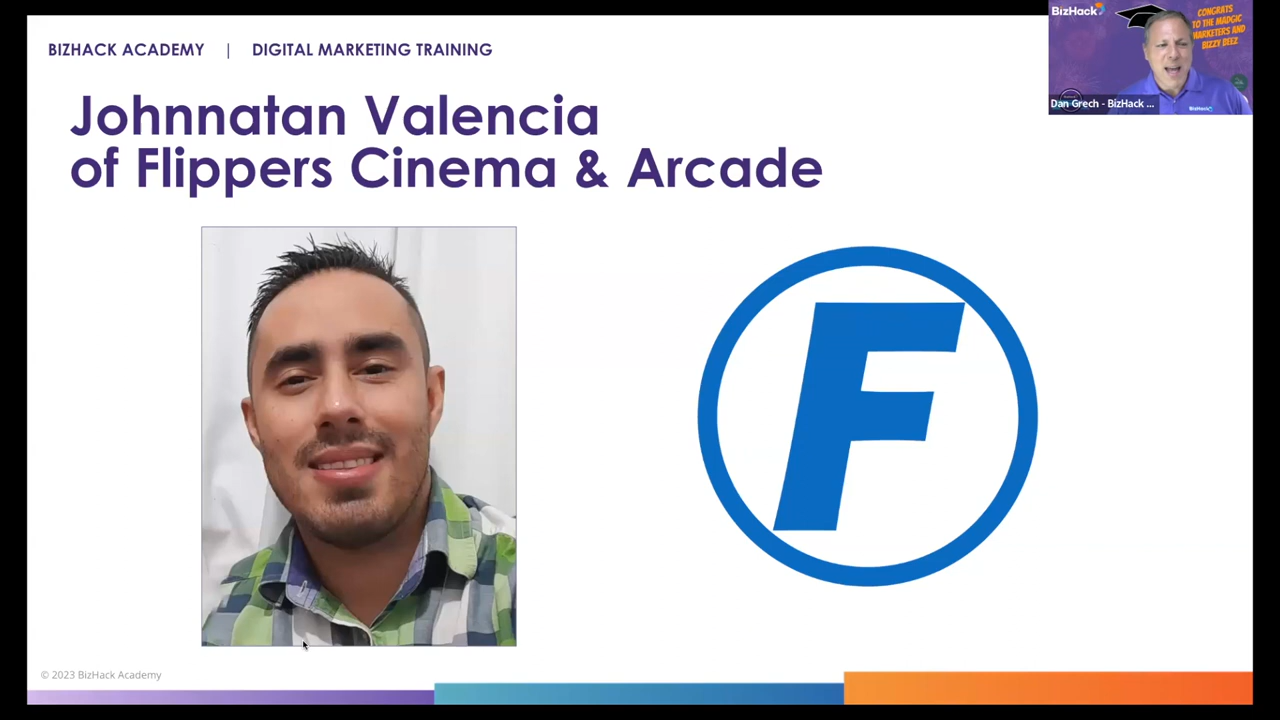 BIZHACK ACADEMY | DIGITAL MARKETING TRAINING
Johnnatan Valencia
of Flippers Cinema & Arcade
BizHack
CONGRATS
TO THE MADGIC
MARKETERS AND
BIZZY BEEZ
BizHack
Dan Grech - BizHack ...
F
© 2023 BizHack Academy